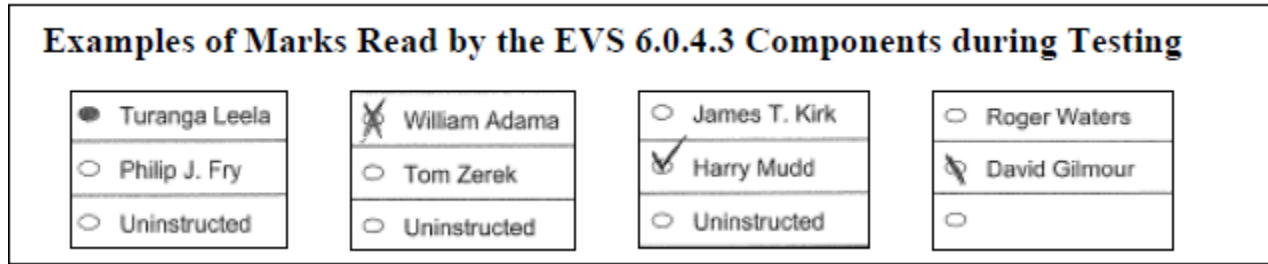 Examples of Marks Read by the EVS 6.0.4.3 Components during Testing
Turanga Leela
Philip J. Fry
Uninstructed
William Adama
Tom Zerek
Uninstructed
James T. Kirk
Harry Mudd
Uninstructed
Roger Waters
David Gilmour